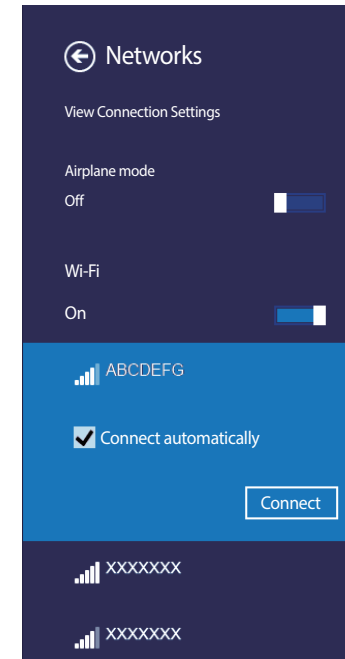 Networks
View Connection Settings
Airplane mode
Off
Wi-Fi
On
ABCDEFG
Connect automatically
Connect
XXXXXXX
XXXXXXX